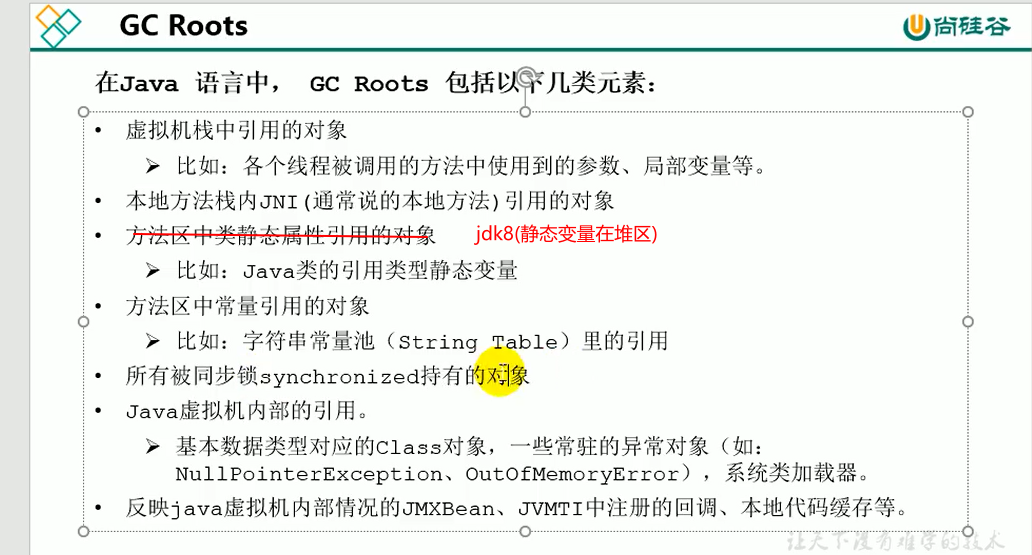 GC Roots
尚硅谷
在Java 语言中， GC Roots 包括以下几类元素：
• 虚拟机栈中引用的对象
➢ 比如：各个线程被调用的方法中使用到的参数、局部变量等。
• 本地方法栈内JNI(通常说的本地方法)引用的对象
• 方法区中类静态属性引用的对象 jdk8(静态变量在堆区)
➢ 比如：Java类的引用类型静态变量
• 方法区中常量引用的对象
➢ 比如：字符串常量池（String Table）里的引用
• 所有被同步锁synchronized持有的对象
• Java虚拟机内部的引用。
➢ 基本数据类型对应的Class对象，一些常驻的异常对象（如：
NullPointerException、OutOfMemoryError），系统类加载器。
• 反映java虚拟机内部情况的JMXBean、JVMTI中注册的回调、本地代码缓存等。
让天下没有难学的技术